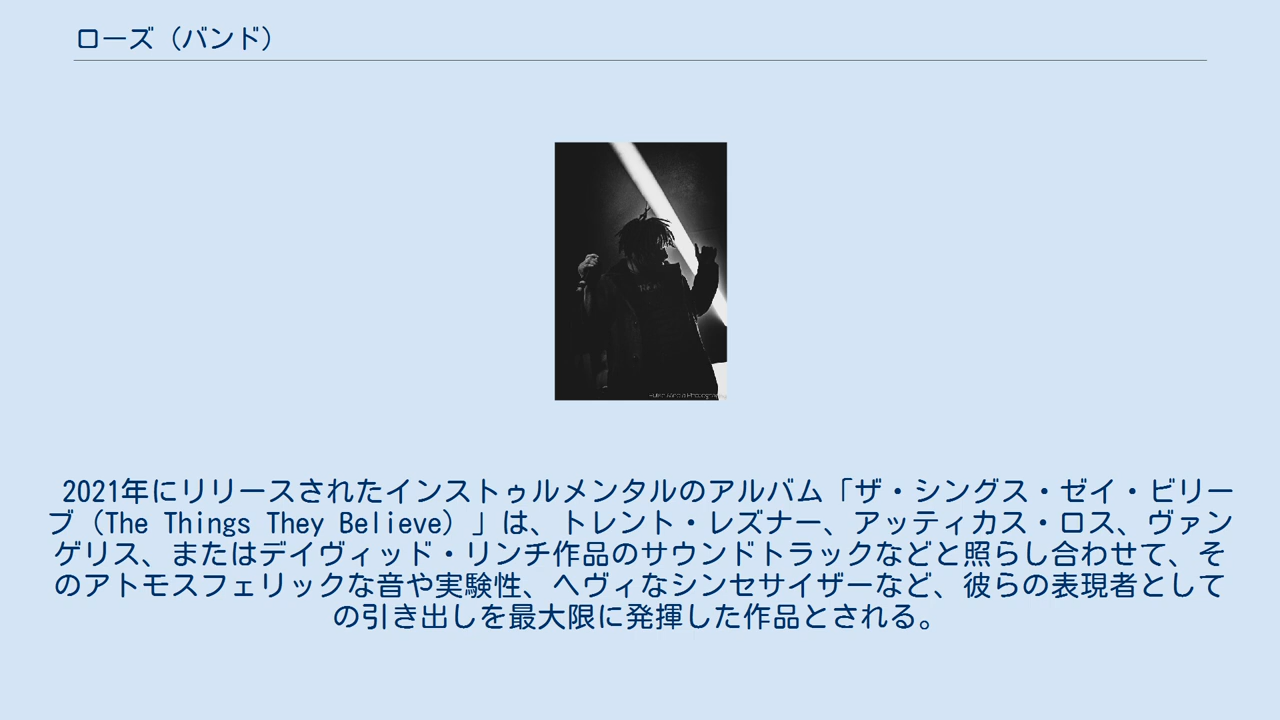 ローズ（バンド）
2021年にリリースされたインストゥルメンタルのアルバム「ザ・シングス・ゼイ・ビリー
ブ（The Things They Believe）」は、トレント・レズナー、アッティカス・ロス、ヴァン
ゲリス、またはデイヴィッド・リンチ作品のサウンドトラックなどと照らし合わせて、そ
のアトモスフェリックな音や実験性、ヘヴィなシンセサイザーなど、彼らの表現者として
の引き出しを最大限に発揮した作品とされる。